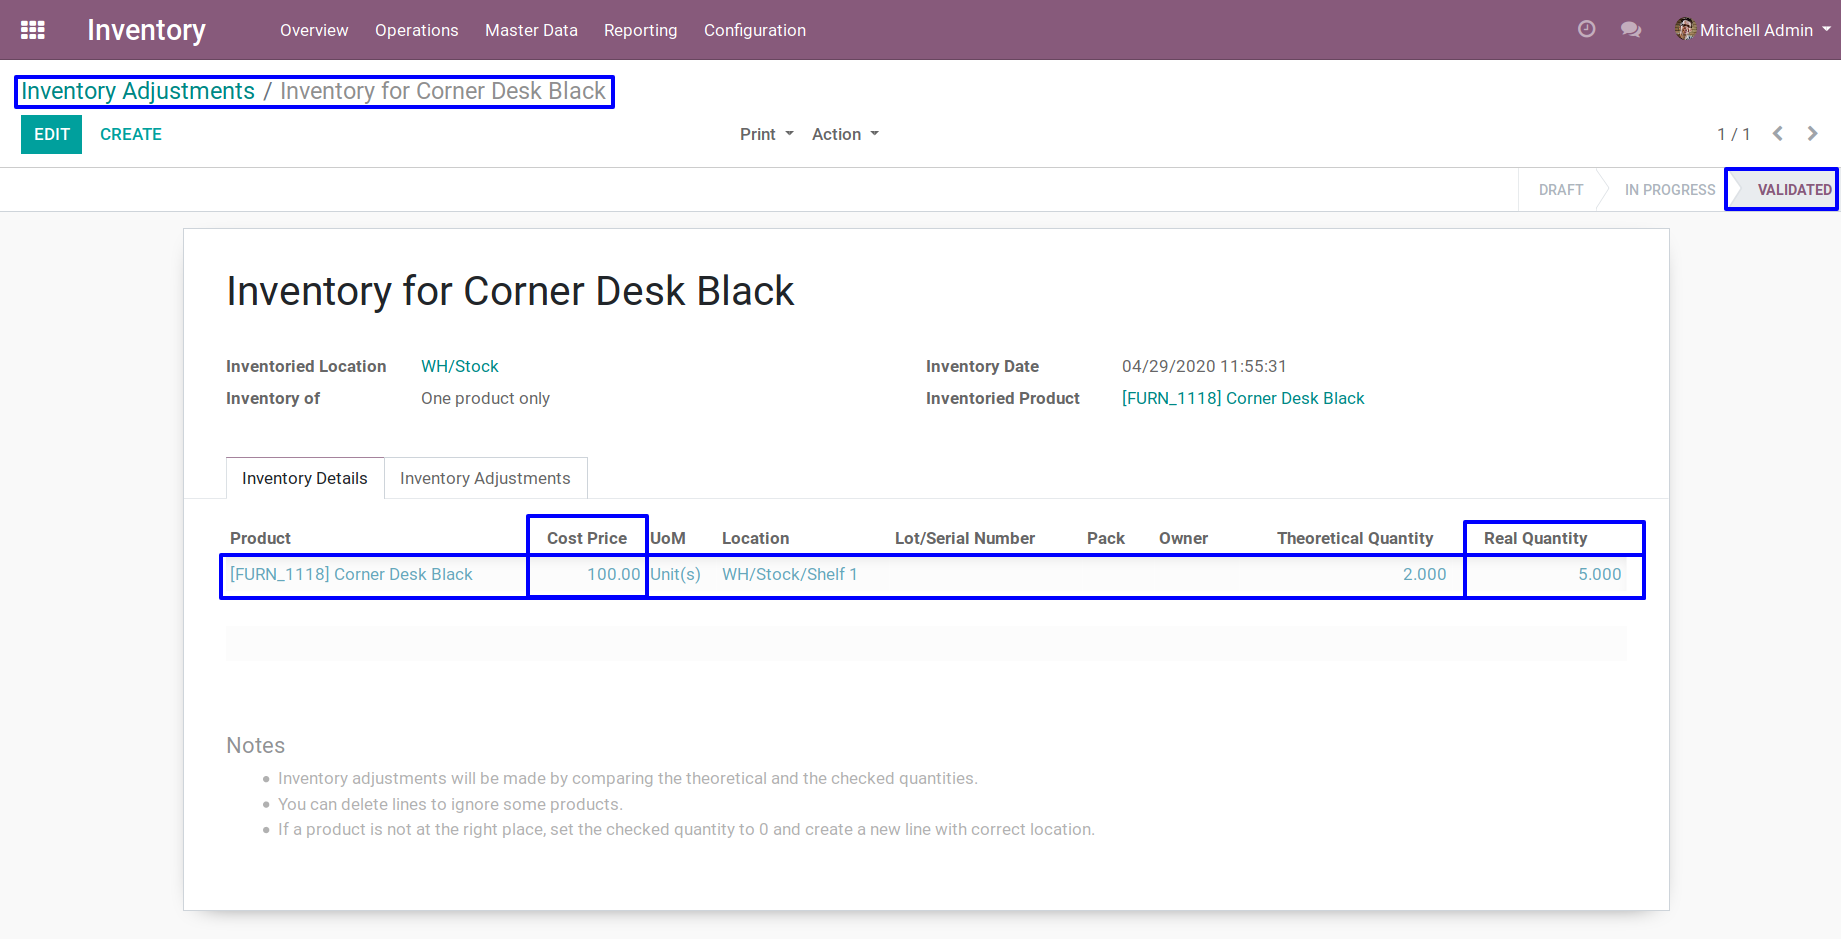 Inventory Overview Operations Master Data Reporting Configuration Mitchell Admin
Inventory Adjustments / Inventory for Corner Desk Black
EDIT CREATE Print Action 1 / 1
DRAFT IN PROGRESS VALIDATED
Inventory for Corner Desk Black
Inventoried Location WH/Stock Inventory Date 04/29/2020 11:55:31
Inventory of One product only Inventoried Product [FURN_1118] Corner Desk Black
Inventory Details Inventory Adjustments
Product Cost Price UoM Location Lot/Serial Number Pack Owner Theoretical Quantity Real Quantity
[FURN_1118] Corner Desk Black 100.00 Unit(s) WH/Stock/Shelf 1 2.000 5.000
Notes
Inventory adjustments will be made by comparing the theoretical and the checked quantities.
You can delete lines to ignore some products.
If a product is not at the right place, set the checked quantity to 0 and create a new line with correct location.